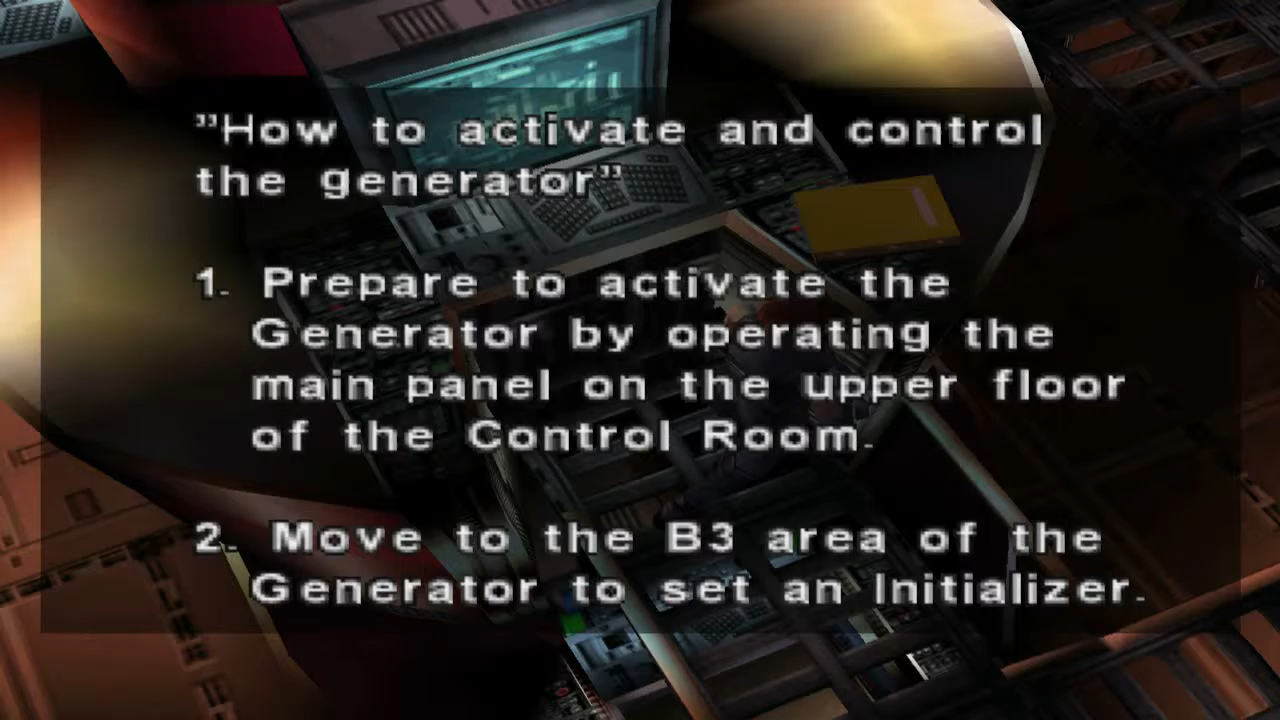 ”How to activate and control
the generator”
1. Prepare to activate the
Generator by operating the
main panel on the upper floor
of the Control Room.
2. Move to the B3 area of the
Generator to set an Initializer.